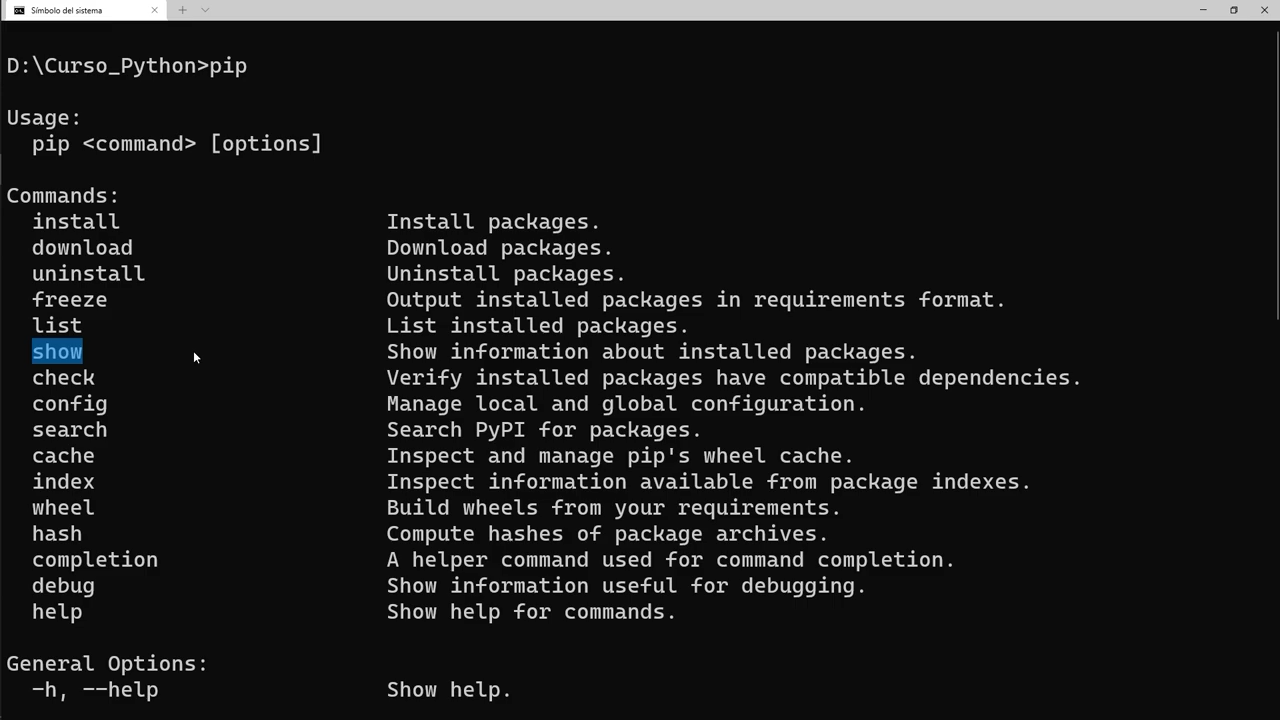 Símbolo del sistema
D:\Curso_Python>pip
Usage:
pip <command> [options]
Commands:
install Install packages.
download Download packages.
uninstall Uninstall packages.
freeze Output installed packages in requirements format.
list List installed packages.
show Show information about installed packages.
check Verify installed packages have compatible dependencies.
config Manage local and global configuration.
search Search PyPI for packages.
cache Inspect and manage pip's wheel cache.
index Inspect information available from package indexes.
wheel Build wheels from your requirements.
hash Compute hashes of package archives.
completion A helper command used for command completion.
debug Show information useful for debugging.
help Show help for commands.
General Options:
-h, --help Show help.